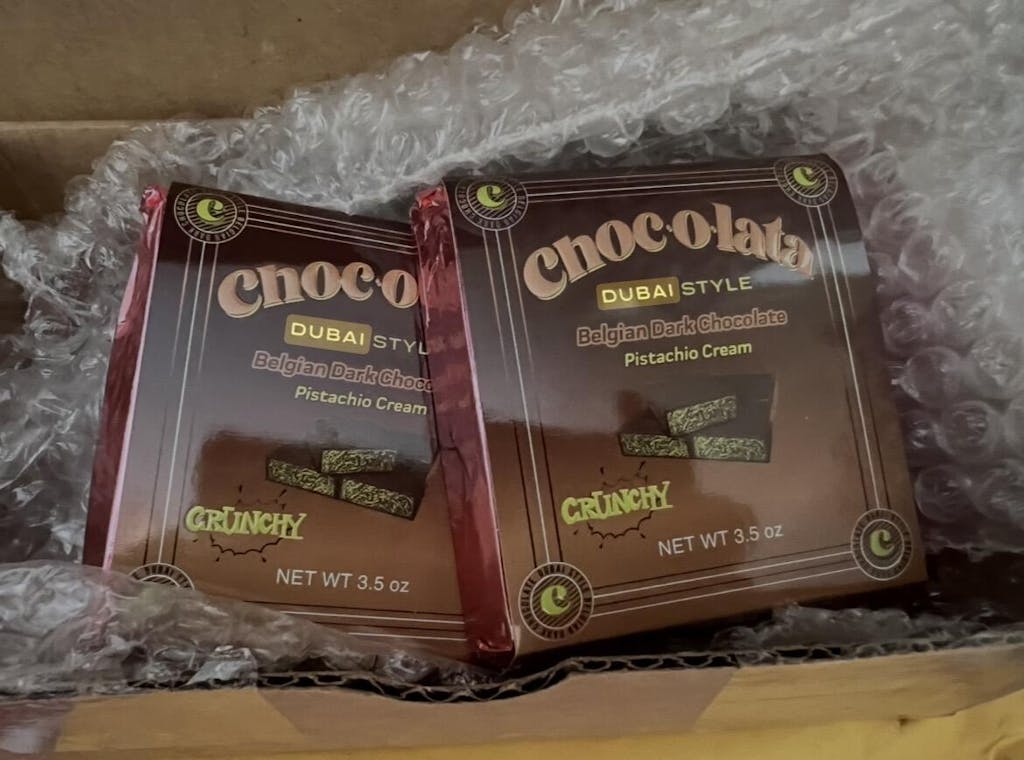 Choc·o
DUBAI STYL
Belgian Dark Choco
Pistachio Cream
CRUNCHY
NET WT 3.5 oz
Choc·o·lata
DUBAI STYLE
Belgian Dark Chocolate
Pistachio Cream
CRUNCHY
NET WT 3.5 oz